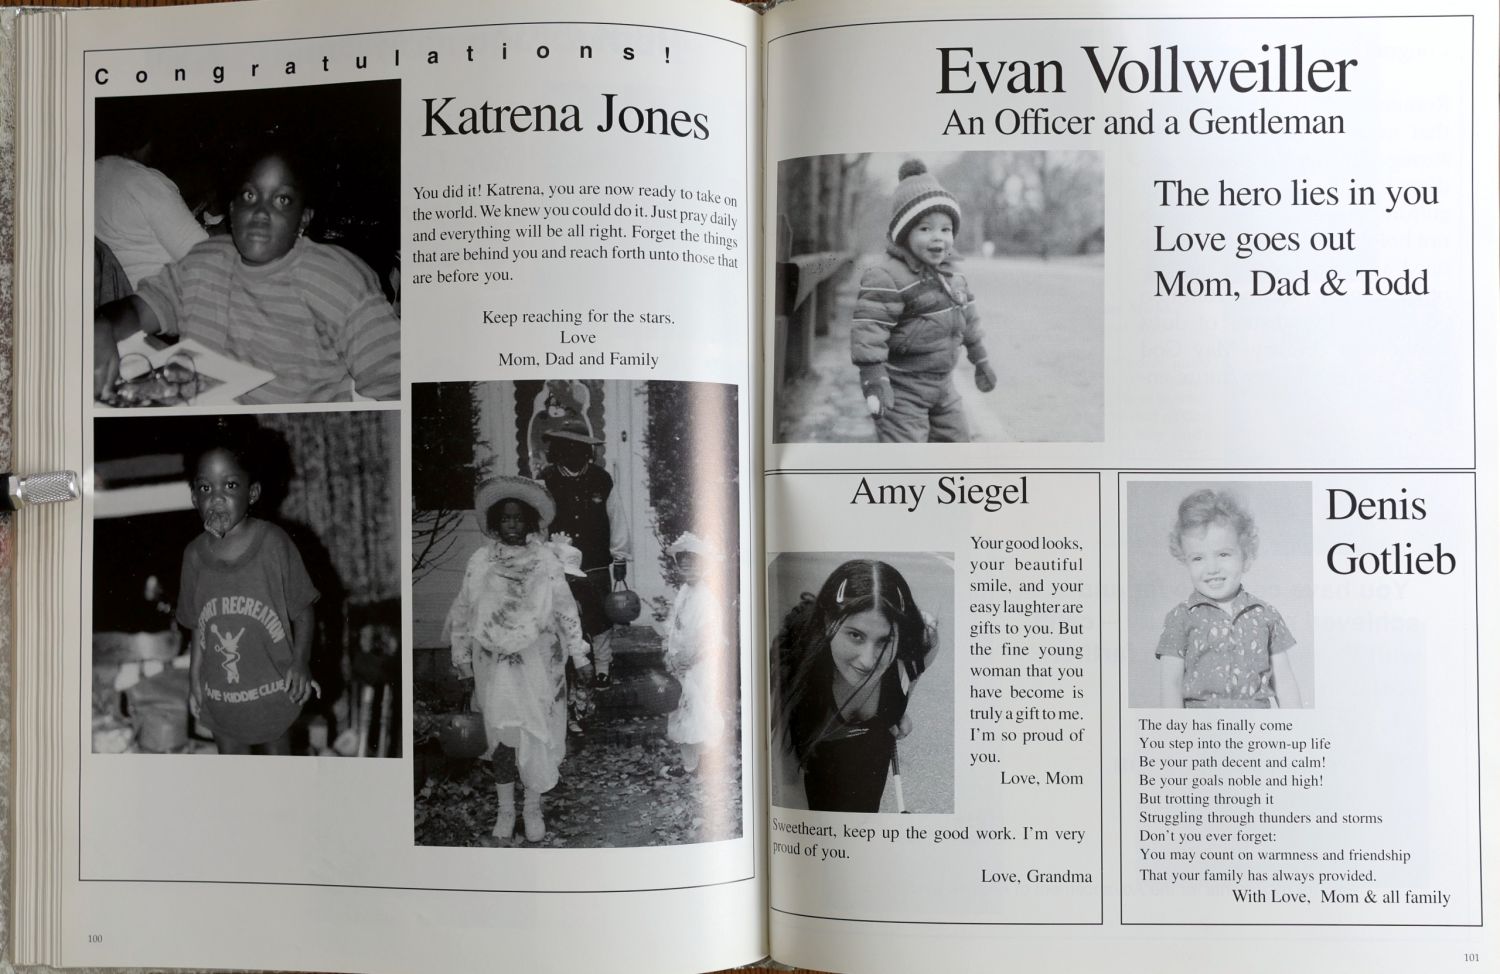 Congratulations!
Katrena Jones
You did it! Katrena, you are now ready to take on
the world. We knew you could do it. Just pray daily
and everything will be all right. Forget the things
that are behind you and reach forth unto those that
are before you.
Keep reaching for the stars.
Love
Mom, Dad and Family
RECREATION
KIDDIE CLUB
100
Evan Vollweiller
An Officer and a Gentleman
The hero lies in you
Love goes out
Mom, Dad & Todd
Amy Siegel
Your good looks,
your beautiful
smile, and your
easy laughter are
gifts to you. But
the fine young
woman that you
have become is
truly a gift to me.
I'm so proud of
you.
Love, Mom
Sweetheart, keep up the good work. I'm very
proud of you.
Love, Grandma
Denis
Gotlieb
The day has finally come
You step into the grown-up life
Be your path decent and calm!
Be your goals noble and high!
But trotting through it
Struggling through thunders and storms
Don't you ever forget:
You may count on warmness and friendship
That your family has always provided.
With Love, Mom & all family
101